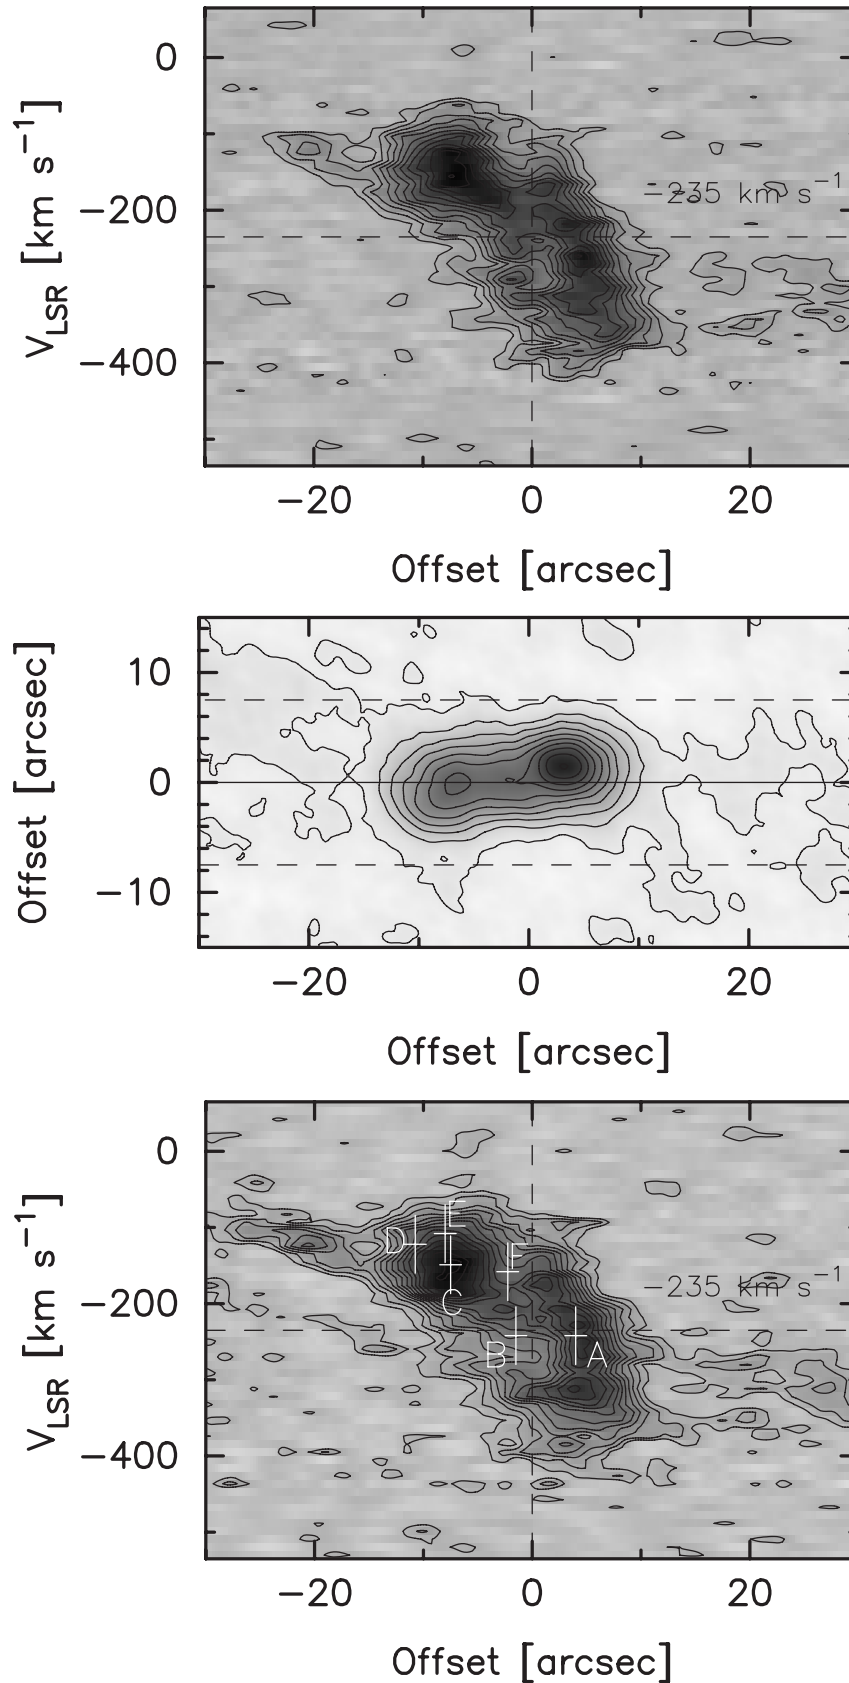 0
−200
−400
V_LSR [km s⁻¹]
−235 km s⁻¹
−20 0 20
Offset [arcsec]
10
0
−10
Offset [arcsec]
−20 0 20
Offset [arcsec]
0
−200
−400
V_LSR [km s⁻¹]
E
D
F
C
−235 km s⁻¹
B
A
−20 0 20
Offset [arcsec]